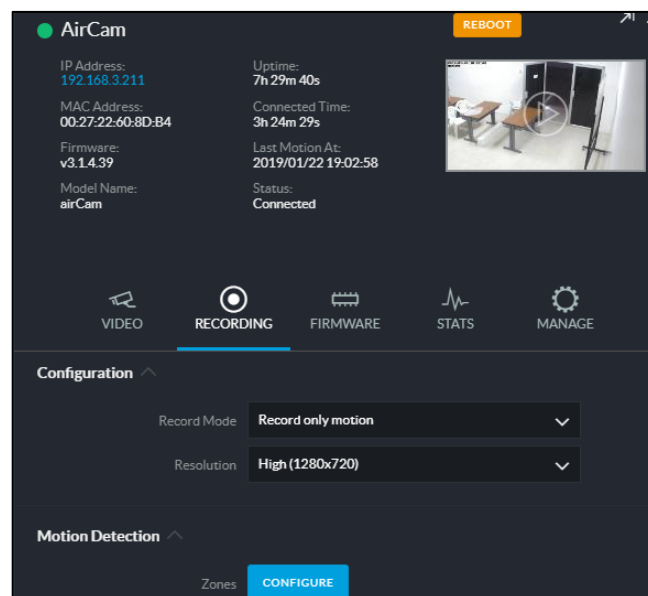 AirCam
REBOOT
IP Address:
192.168.3.211
Uptime:
7h 29m 40s
MAC Address:
00:27:22:60:8D:B4
Connected Time:
3h 24m 29s
Firmware:
v3.1.4.39
Last Motion At:
2019/01/22 19:02:58
Model Name:
airCam
Status:
Connected
VIDEO
RECORDING
FIRMWARE
STATS
MANAGE
Configuration
Record Mode
Record only motion
Resolution
High (1280x720)
Motion Detection
Zones
CONFIGURE